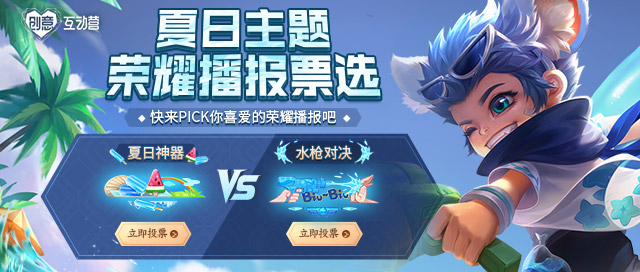 创意互动营
夏日主题
荣耀播报票选
快来PICK你喜爱的荣耀播报吧
夏日神器
VS
水枪对决
Biu~Biu
立即投票
立即投票